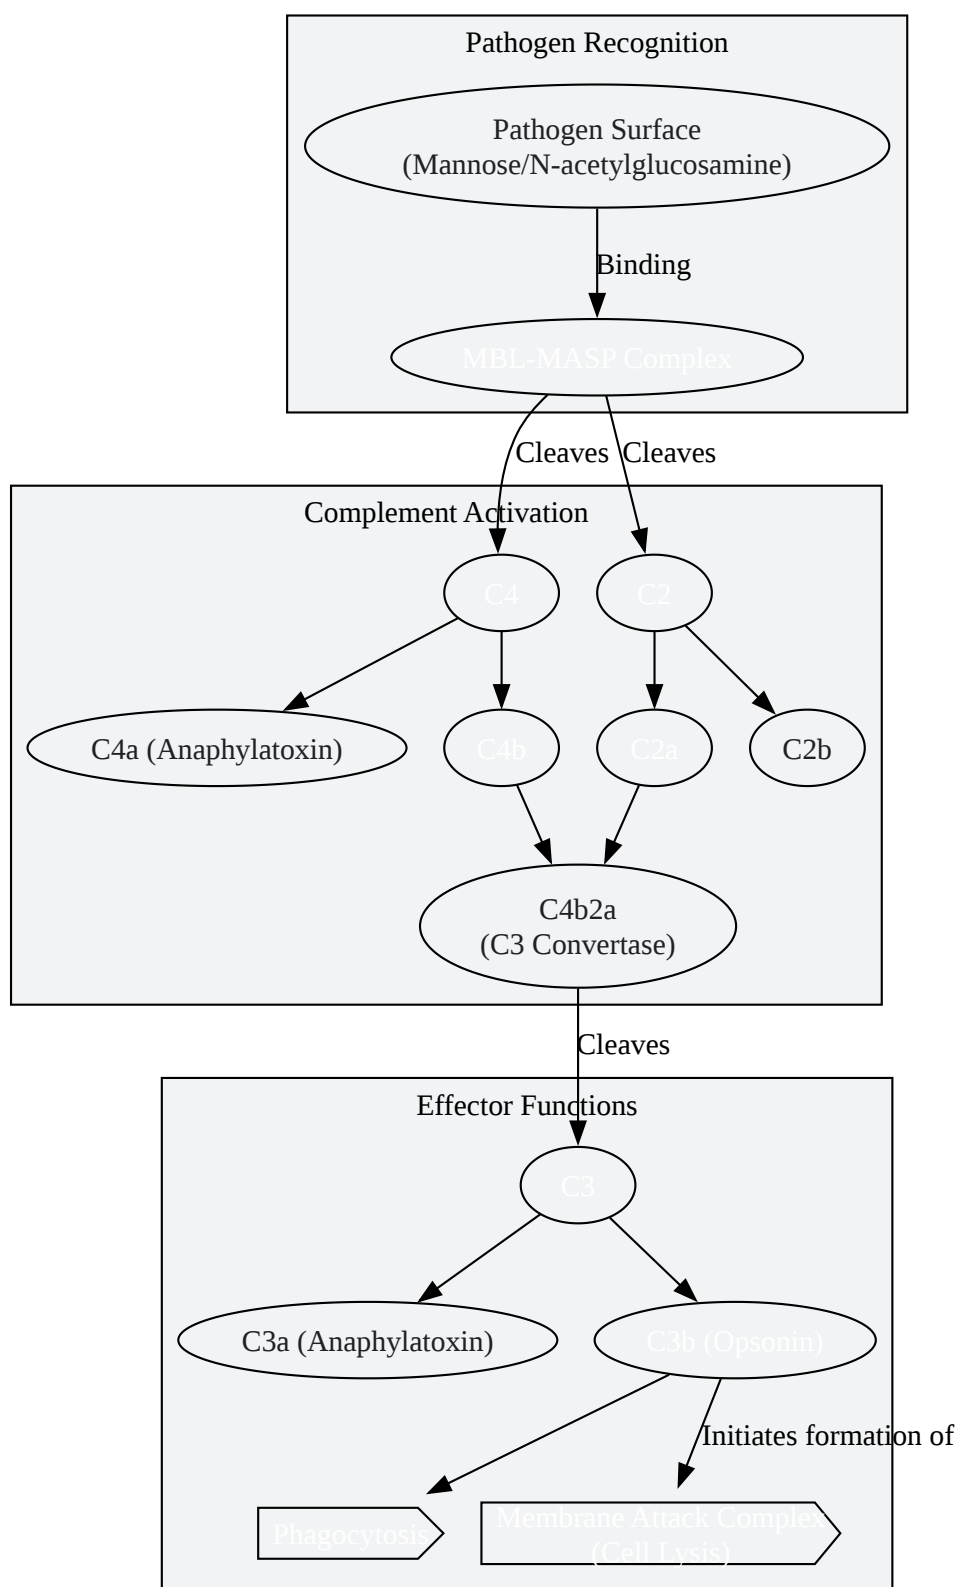 Pathogen Recognition
Pathogen Surface
(Mannose/N-acetylglucosamine)
Binding
MBL-MASP Complex
Cleaves
Cleaves
Complement Activation
C4
C2
C4a (Anaphylatoxin)
C4b
C2a
C2b
C4b2a
(C3 Convertase)
Cleaves
Effector Functions
C3
C3a (Anaphylatoxin)
C3b (Opsonin)
Initiates formation of
Phagocytosis
Membrane Attack Complex
(Cell Lysis)